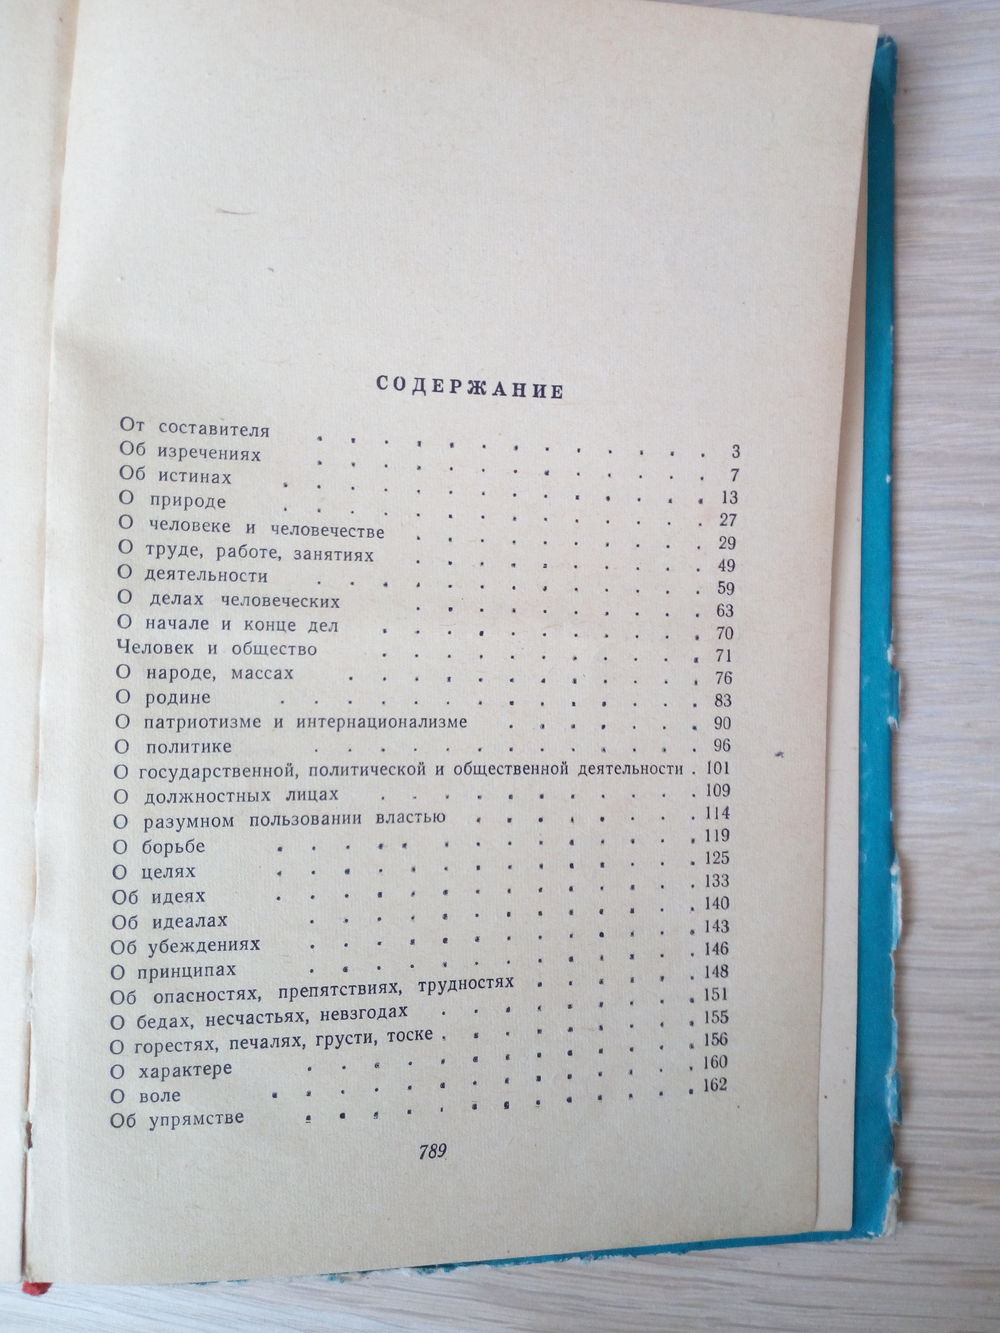 СОДЕРЖАНИЕ
От составителя . . . . . . . . . . . . 3
Об изречениях . . . . . . . . . . . . 7
Об истинах . . . . . . . . . . . . . 13
О природе . . . . . . . . . . . . . 27
О человеке и человечестве . . . . . . . . . 29
О труде, работе, занятиях . . . . . . . . . 49
О деятельности . . . . . . . . . . . . 59
О делах человеческих . . . . . . . . . 63
О начале и конце дел . . . . . . . . . . 70
Человек и общество . . . . . . . . . . 71
О народе, массах . . . . . . . . . . . 76
О родине . . . . . . . . . . . . . 83
О патриотизме и интернационализме . . . . . . 90
О политике . . . . . . . . . . . . 96
О государственной, политической и общественной деятельности . 101
О должностных лицах . . . . . . . . . . 109
О разумном пользовании властью . . . . . . . 114
О борьбе . . . . . . . . . . . . . 119
О целях . . . . . . . . . . . . . 125
Об идеях . . . . . . . . . . . . . 133
Об идеалах . . . . . . . . . . . . 140
Об убеждениях . . . . . . . . . . . . 143
О принципах . . . . . . . . . . . . 146
Об опасностях, препятствиях, трудностях . . . . . 148
О бедах, несчастьях, невзгодах . . . . . . . . 151
О горестях, печалях, грусти, тоске . . . . . . . . 155
О характере . . . . . . . . . . . . 156
О воле . . . . . . . . . . . . . 160
Об упрямстве . . . . . . . . . . . . 162
789